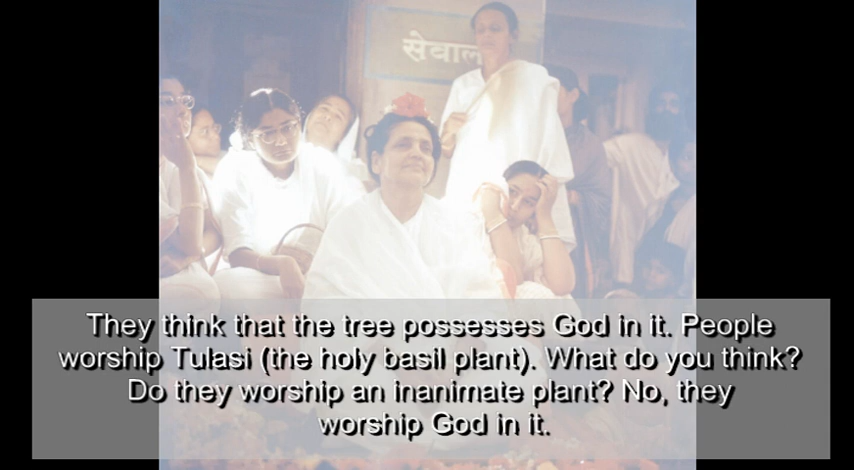 सेवाल
They think that the tree possesses God in it. People
worship Tulasi (the holy basil plant). What do you think?
Do they worship an inanimate plant? No, they
worship God in it.